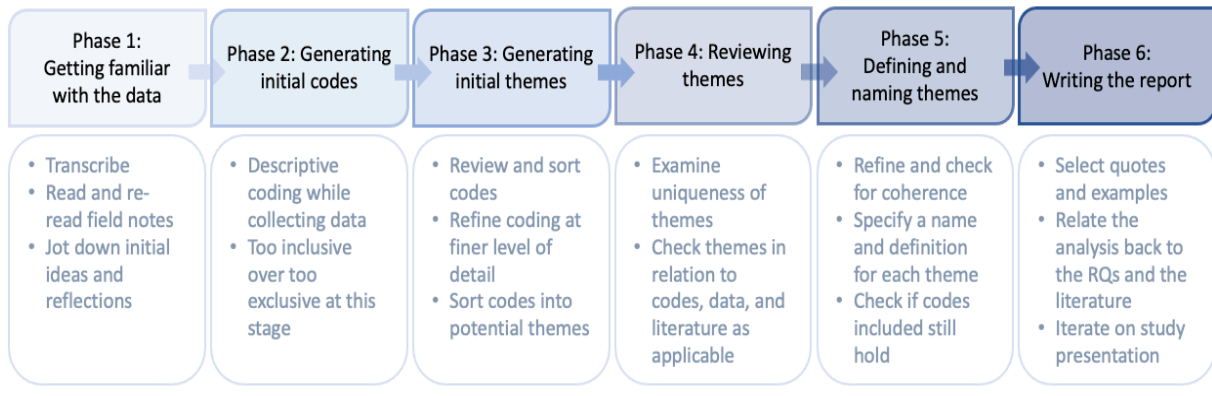 Phase 1:
Getting familiar
with the data
Phase 2: Generating
initial codes
Phase 3: Generating
initial themes
Phase 4: Reviewing
themes
Phase 5:
Defining and
naming themes
Phase 6:
Writing the report
• Transcribe
• Read and re-
read field notes
• Jot down initial
ideas and
reflections
• Descriptive
coding while
collecting data
• Too inclusive
over too
exclusive at this
stage
• Review and sort
codes
• Refine coding at
finer level of
detail
• Sort codes into
potential themes
• Examine
uniqueness of
themes
• Check themes in
relation to
codes, data, and
literature as
applicable
• Refine and check
for coherence
• Specify a name
and definition
for each theme
• Check if codes
included still
hold
• Select quotes
and examples
• Relate the
analysis back to
the RQs and the
literature
• Iterate on study
presentation